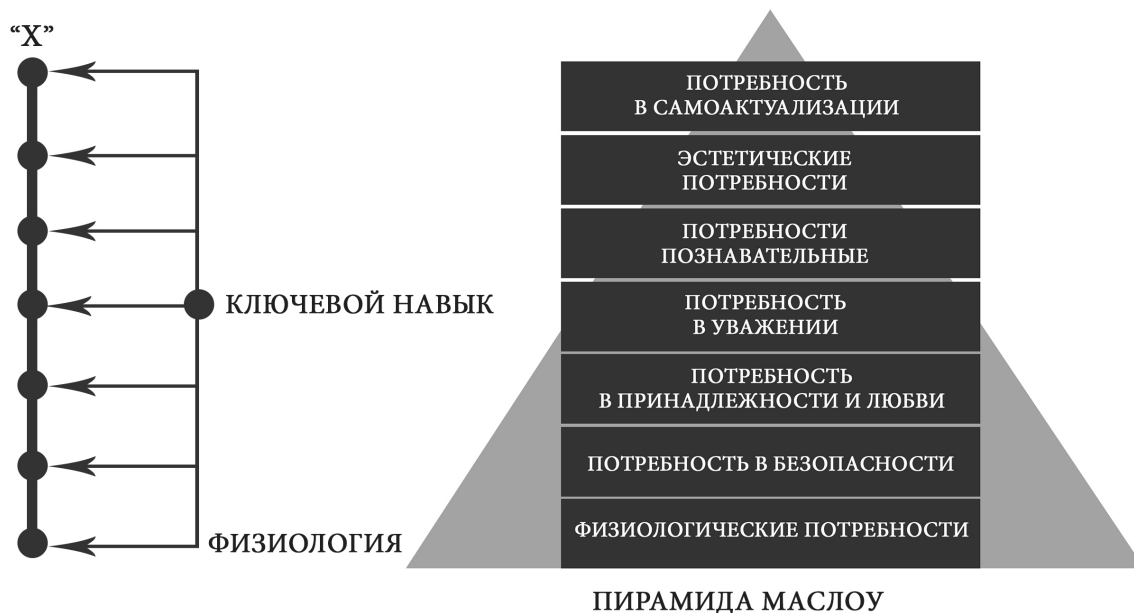 “X”
КЛЮЧЕВОЙ НАВЫК
ФИЗИОЛОГИЯ
ПОТРЕБНОСТЬ
В САМОАКТУАЛИЗАЦИИ
ЭСТЕТИЧЕСКИЕ
ПОТРЕБНОСТИ
ПОТРЕБНОСТИ
ПОЗНАВАТЕЛЬНЫЕ
ПОТРЕБНОСТЬ
В УВАЖЕНИИ
ПОТРЕБНОСТЬ
В ПРИНАДЛЕЖНОСТИ И ЛЮБВИ
ПОТРЕБНОСТЬ В БЕЗОПАСНОСТИ
ФИЗИОЛОГИЧЕСКИЕ ПОТРЕБНОСТИ
ПИРАМИДА МАСЛОУ